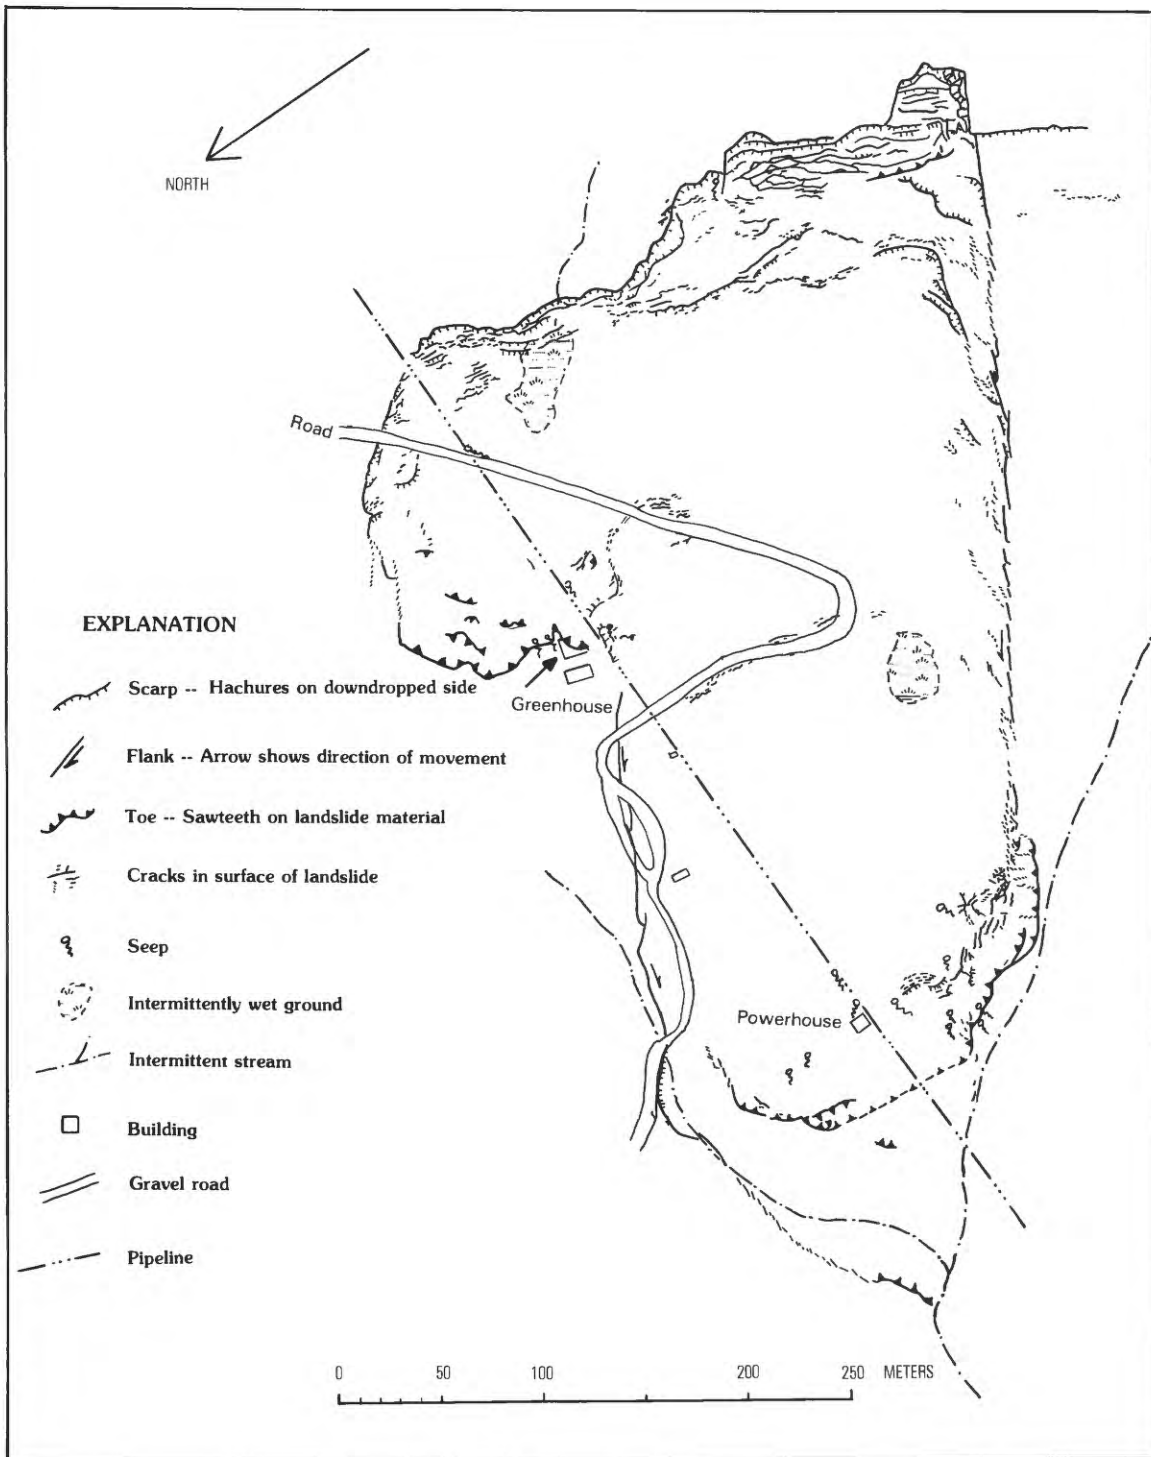 NORTH
Road
EXPLANATION
Scarp -- Hachures on downdropped side
Greenhouse
Flank -- Arrow shows direction of movement
Toe -- Sawteeth on landslide material
Cracks in surface of landslide
Seep
Intermittently wet ground
Powerhouse
Intermittent stream
Building
Gravel road
Pipeline
0 50 100 200 250 METERS